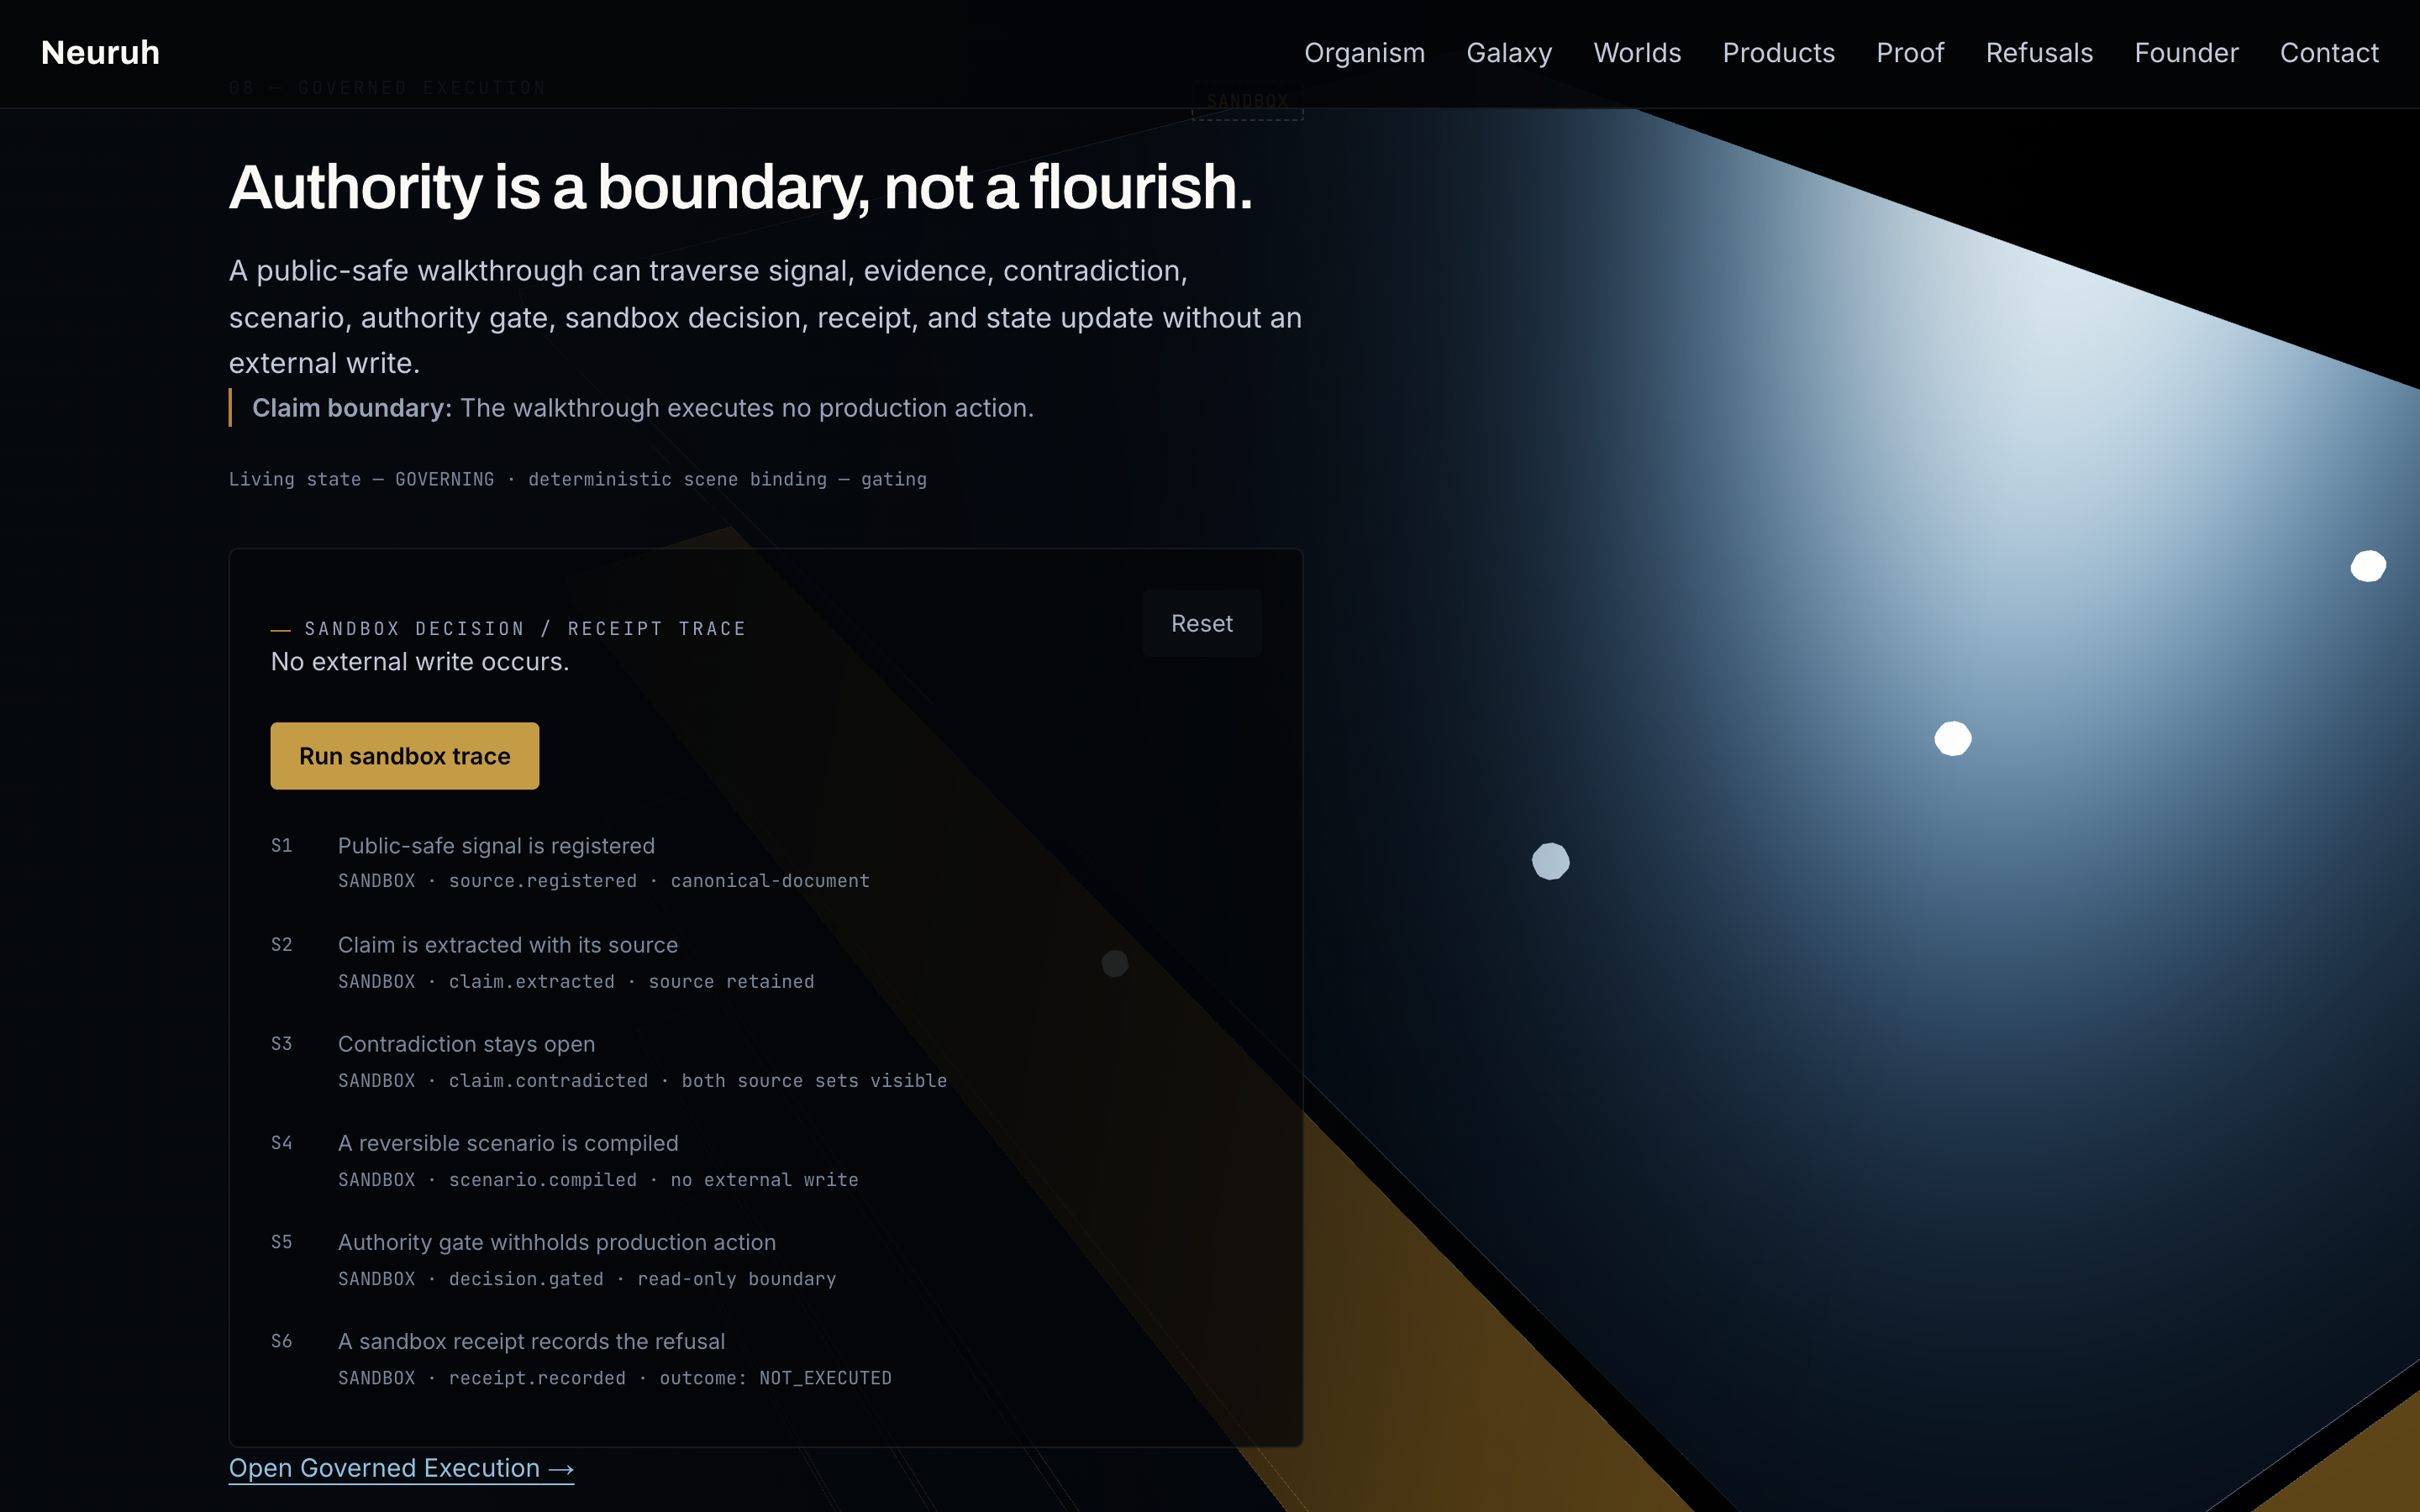 Neuruh
Organism Galaxy Worlds Products Proof Refusals Founder Contact
08 — GOVERNED EXECUTION
SANDBOX
Authority is a boundary, not a flourish.
A public-safe walkthrough can traverse signal, evidence, contradiction,
scenario, authority gate, sandbox decision, receipt, and state update without an
external write.
Claim boundary: The walkthrough executes no production action.
Living state — GOVERNING · deterministic scene binding — gating
— SANDBOX DECISION / RECEIPT TRACE
Reset
No external write occurs.
Run sandbox trace
S1 Public-safe signal is registered
SANDBOX · source.registered · canonical-document
S2 Claim is extracted with its source
SANDBOX · claim.extracted · source retained
S3 Contradiction stays open
SANDBOX · claim.contradicted · both source sets visible
S4 A reversible scenario is compiled
SANDBOX · scenario.compiled · no external write
S5 Authority gate withholds production action
SANDBOX · decision.gated · read-only boundary
S6 A sandbox receipt records the refusal
SANDBOX · receipt.recorded · outcome: NOT_EXECUTED
Open Governed Execution →